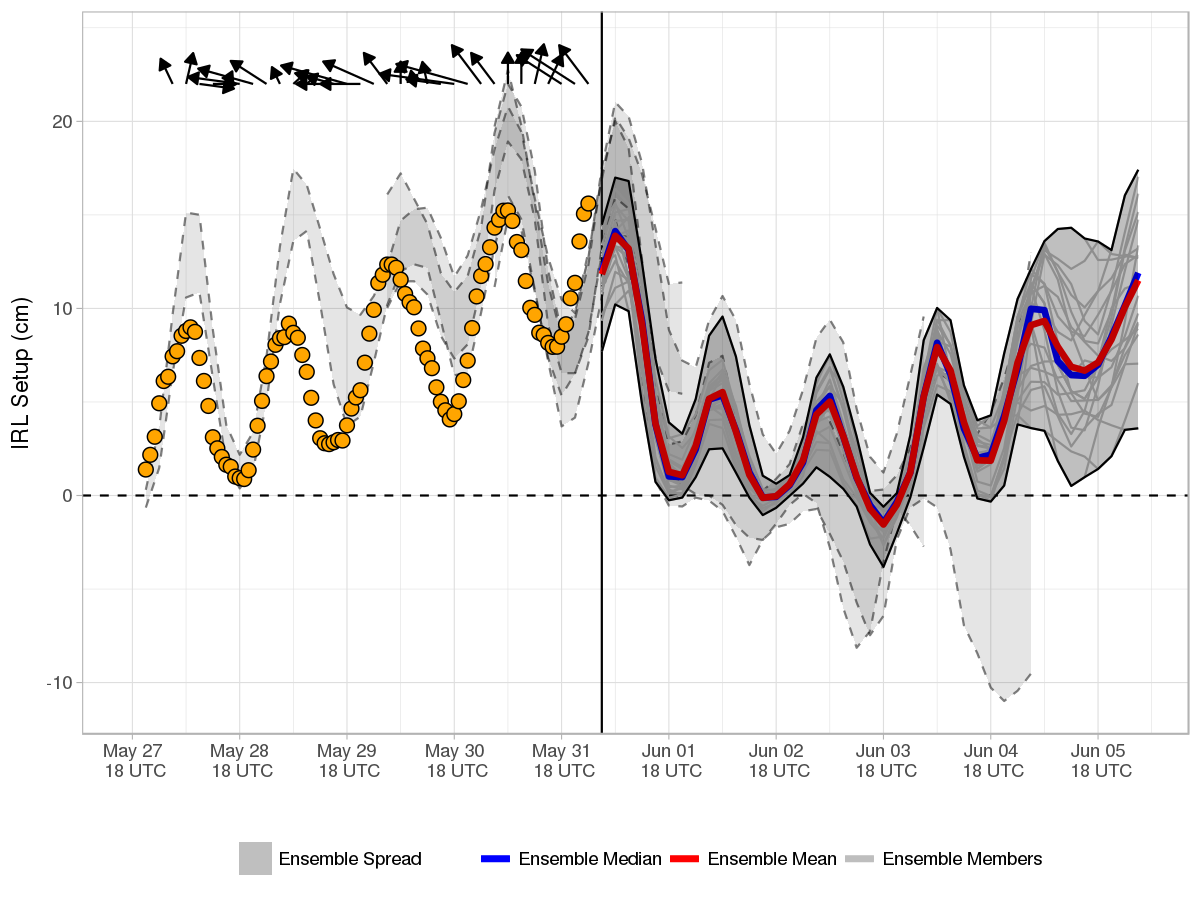 IRL Setup (cm)
20
10
0
-10
May 27 May 28 May 29 May 30 May 31 Jun 01 Jun 02 Jun 03 Jun 04 Jun 05
18 UTC 18 UTC 18 UTC 18 UTC 18 UTC 18 UTC 18 UTC 18 UTC 18 UTC 18 UTC
Ensemble Spread Ensemble Median Ensemble Mean Ensemble Members